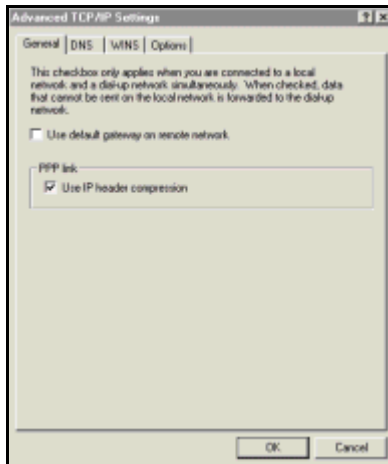 Advanced TCP/IP Settings
General DNS WINS Options
This checkbox only applies when you are connected to a local
network and a dial-up network simultaneously. When checked, data
that cannot be sent on the local network is forwarded to the dial-up
network.
Use default gateway on remote network
PPP link
Use IP header compression
OK Cancel